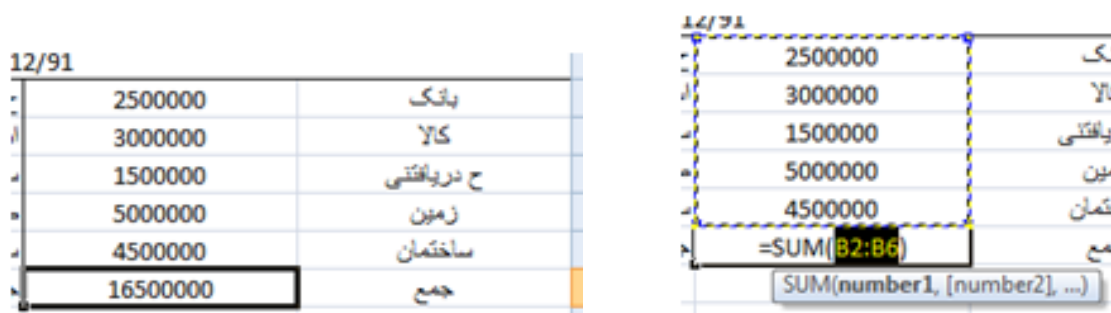 12/91
بانک 2500000
کالا 3000000
ح دریافتنی 1500000
زمین 5000000
ساختمان 4500000
جمع 16500000
12/91
2500000
3000000
1500000
5000000
4500000
=SUM(B2:B6)
SUM(number1, [number2], ...)